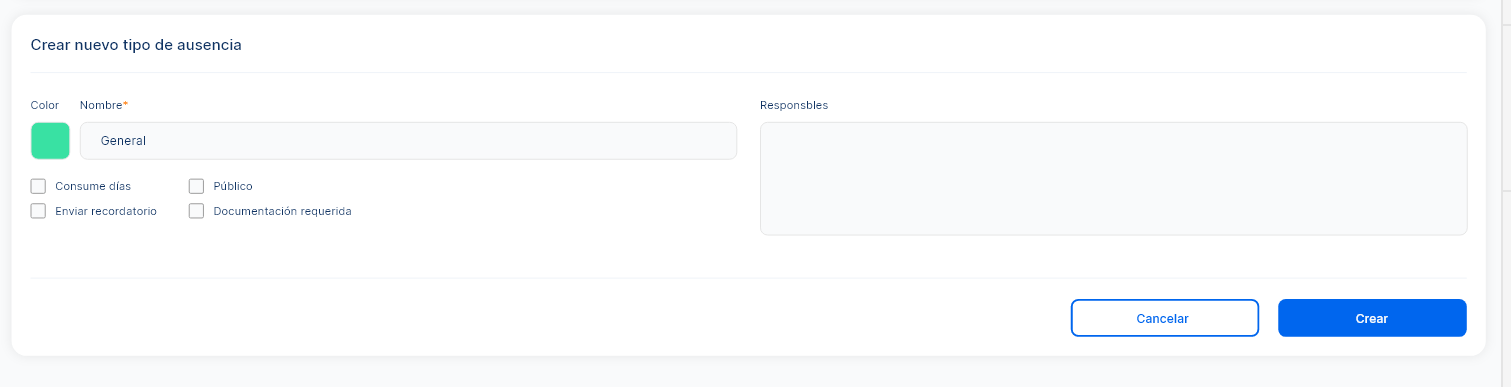 Crear nuevo tipo de ausencia
Color
Nombre*
Responsbles
General
Consume días
Público
Enviar recordatorio
Documentación requerida
Cancelar
Crear